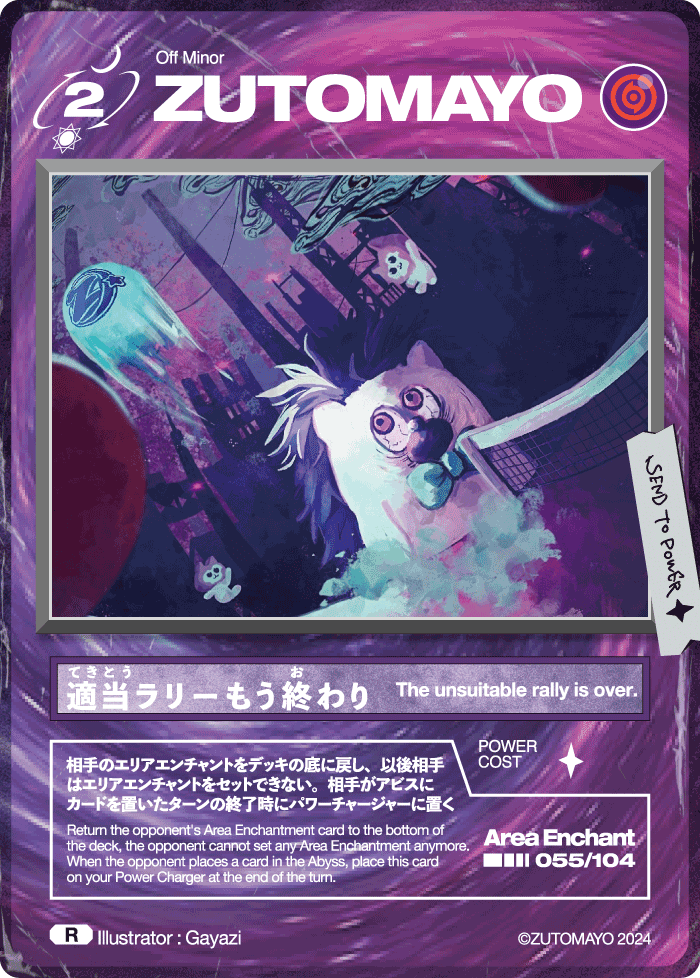 Off Minor
2
ZUTOMAYO
SEND TO POWER
てきとう お
適当ラリーもう終わり
The unsuitable rally is over.
相手のエリアエンチャントをデッキの底に戻し、以後相手
はエリアエンチャントをセットできない。相手がアビスに
カードを置いたターンの終了時にパワーチャージャーに置く
Return the opponent's Area Enchantment card to the bottom of
the deck, the opponent cannot set any Area Enchantment anymore.
When the opponent places a card in the Abyss, place this card
on your Power Charger at the end of the turn.
POWER
COST
Area Enchant
055/104
R
Illustrator : Gayazi
©ZUTOMAYO 2024